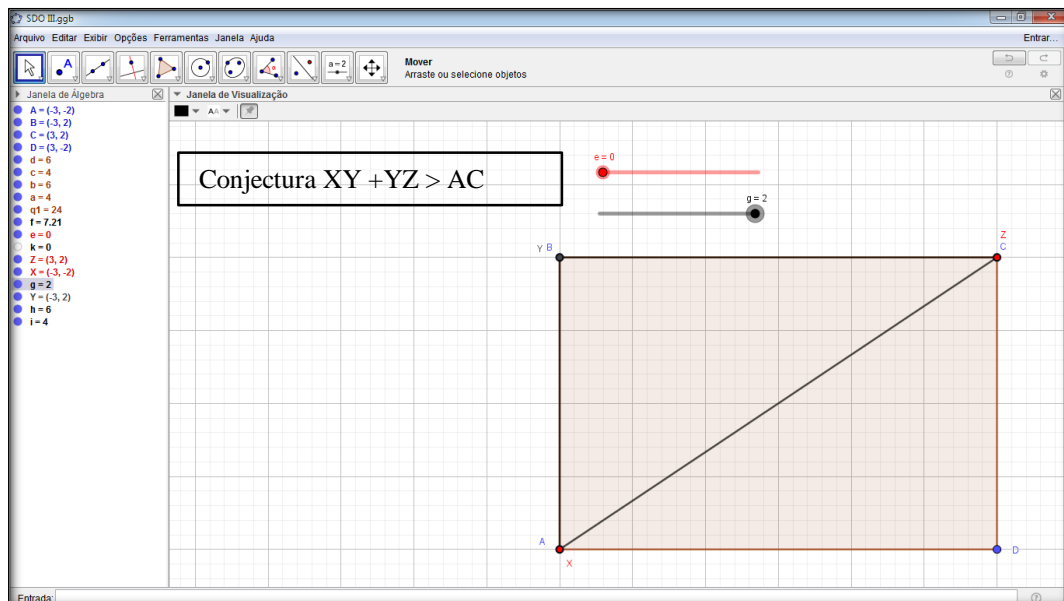 SDO III.ggb
Arquivo Editar Exibir Opções Ferramentas Janela Ajuda
Entrar...
A
a = 2
Mover
Arraste ou selecione objetos
Janela de Álgebra
Janela de Visualização
AA
A = (-3, -2)
B = (-3, 2)
C = (3, 2)
D = (3, -2)
d = 6
c = 4
b = 6
a = 4
q1 = 24
f = 7.21
e = 0
k = 0
Z = (3, 2)
X = (-3, -2)
g = 2
Y = (-3, 2)
h = 6
i = 4
Conjectura XY +YZ > AC
e = 0
g = 2
Y B
Z
C
A
X
D
Entrada: